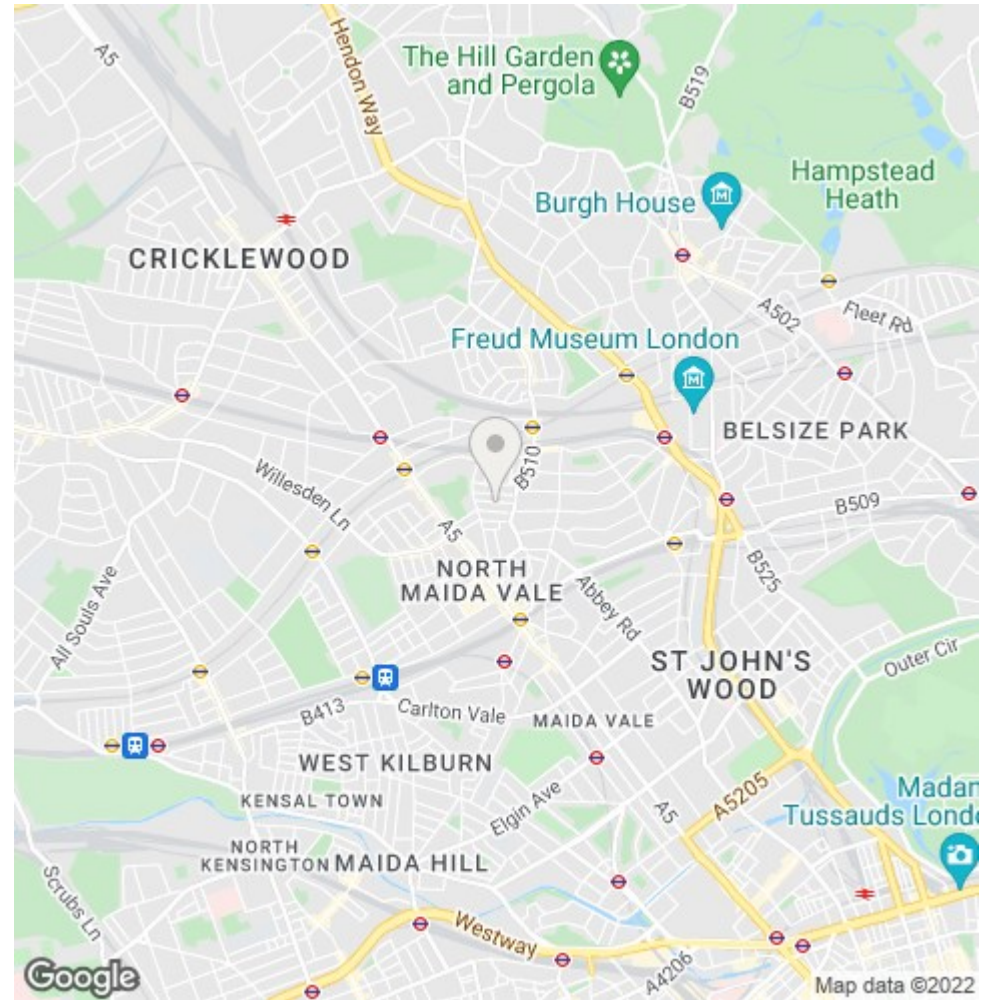 A5
Hendon Way
The Hill Garden
and Pergola
B519
Hampstead
Heath
Burgh House
CRICKLEWOOD
A502
Fleet Rd
Freud Museum London
BELSIZE PARK
Willesden Ln
B510
B509
A5
NORTH
MAIDA VALE
B525
Abbey Rd
All Souls Ave
ST JOHN'S
WOOD
Outer Cir
B413
Carlton Vale
MAIDA VALE
WEST KILBURN
KENSAL TOWN
Elgin Ave
A5
A5205
Madan
Tussauds Londo
NORTH
KENSINGTON
MAIDA HILL
Scrubs Ln
Westway
A4206
Google
Map data ©2022